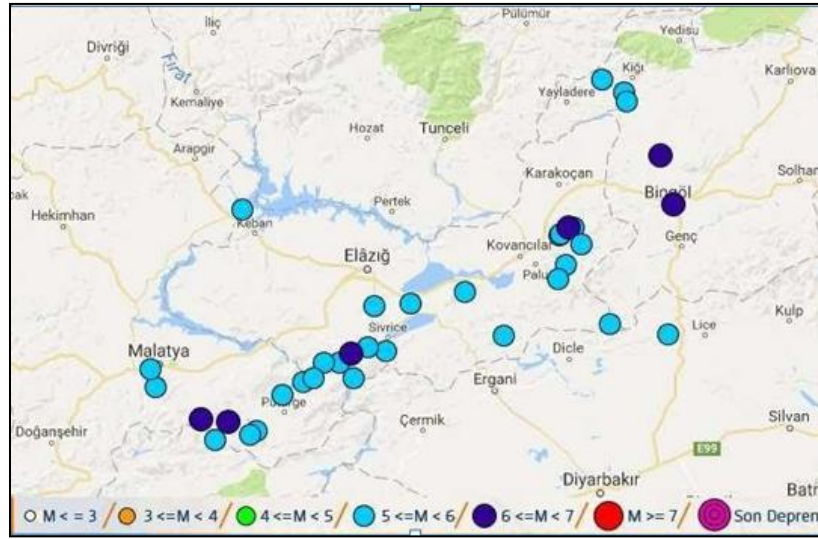 İliç
Pülümür
Yedisu
Divriği
Fırat
Kığı
Karlıova
Kemaliye
Yayladere
Hozat
Tunceli
Arapgir
Karakoçan
Solhan
Pertek
Bingöl
Hekimhan
Keban
Kovancılar
Genç
Elâzığ
Palu
Kulp
Sivrice
Lice
Malatya
Dicle
Ergani
Çermik
Silvan
Doğanşehir
E99
Diyarbakır
M < = 3 / 3 <=M < 4 / 4 <=M < 5 / 5 <=M < 6 / 6 <=M < 7 / M >= 7 / Son Depren